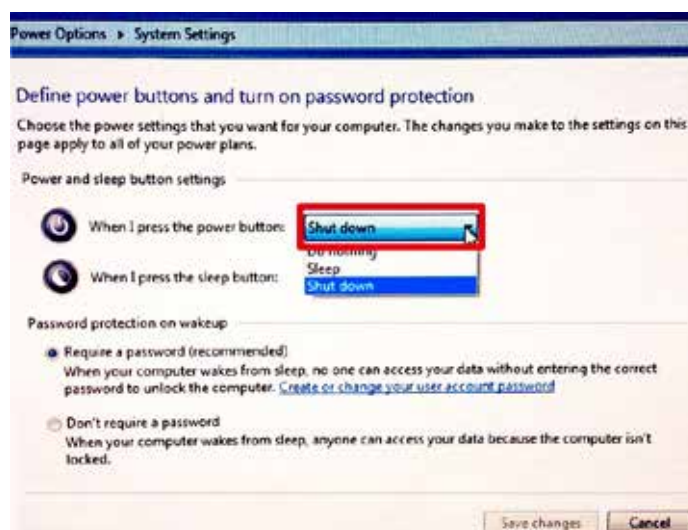 Power Options ▸ System Settings
Define power buttons and turn on password protection
Choose the power settings that you want for your computer. The changes you make to the settings on this
page apply to all of your power plans.
Power and sleep button settings
When I press the power button: Shut down
Do nothing
When I press the sleep button: Sleep
Shut down
Password protection on wakeup
Require a password (recommended)
When your computer wakes from sleep, no one can access your data without entering the correct
password to unlock the computer. Create or change your user account password
Don't require a password
When your computer wakes from sleep, anyone can access your data because the computer isn't
locked.
Save changes Cancel